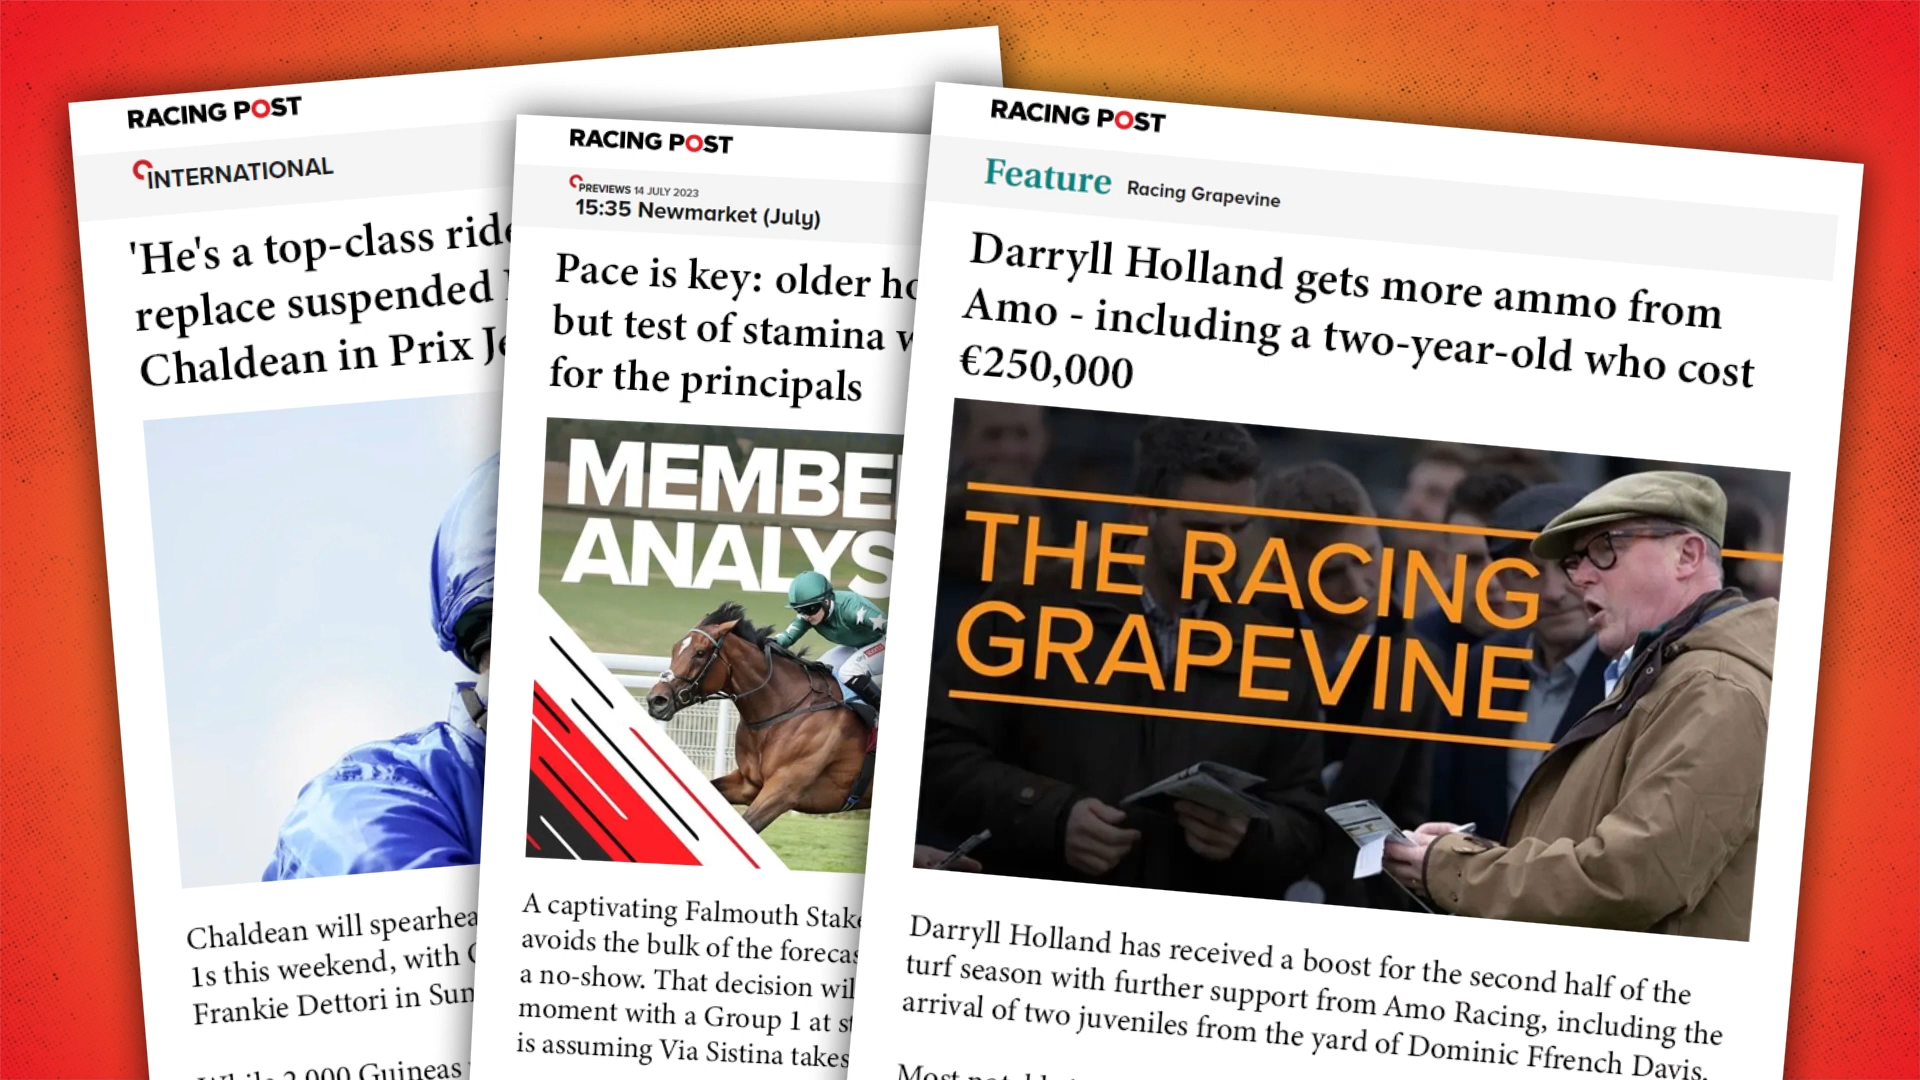 RACING POST
INTERNATIONAL
'He's a top-class
replace suspended
Chaldean in Prix
Chaldean will
1s this weekend, with
Frankie Dettori in
2,000 Guineas
RACING POST
PREVIEWS 14 JULY 2023
15:35 Newmarket (July)
Pace is key: older
but test of stamina
for the principals
MEMBE
ANALYS
A captivating Falmouth
avoids the bulk of the
a no-show. That decision
moment with a Group 1 at
is assuming Via Sistina takes
RACING POST
Feature Racing Grapevine
Darryll Holland gets more ammo from
Amo - including a two-year-old who cost
€250,000
THE RACING
GRAPEVINE
Darryll Holland has received a boost for the second half of the
turf season with further support from Amo Racing, including the
arrival of two juveniles from the yard of Dominic Ffrench Davis.
Most